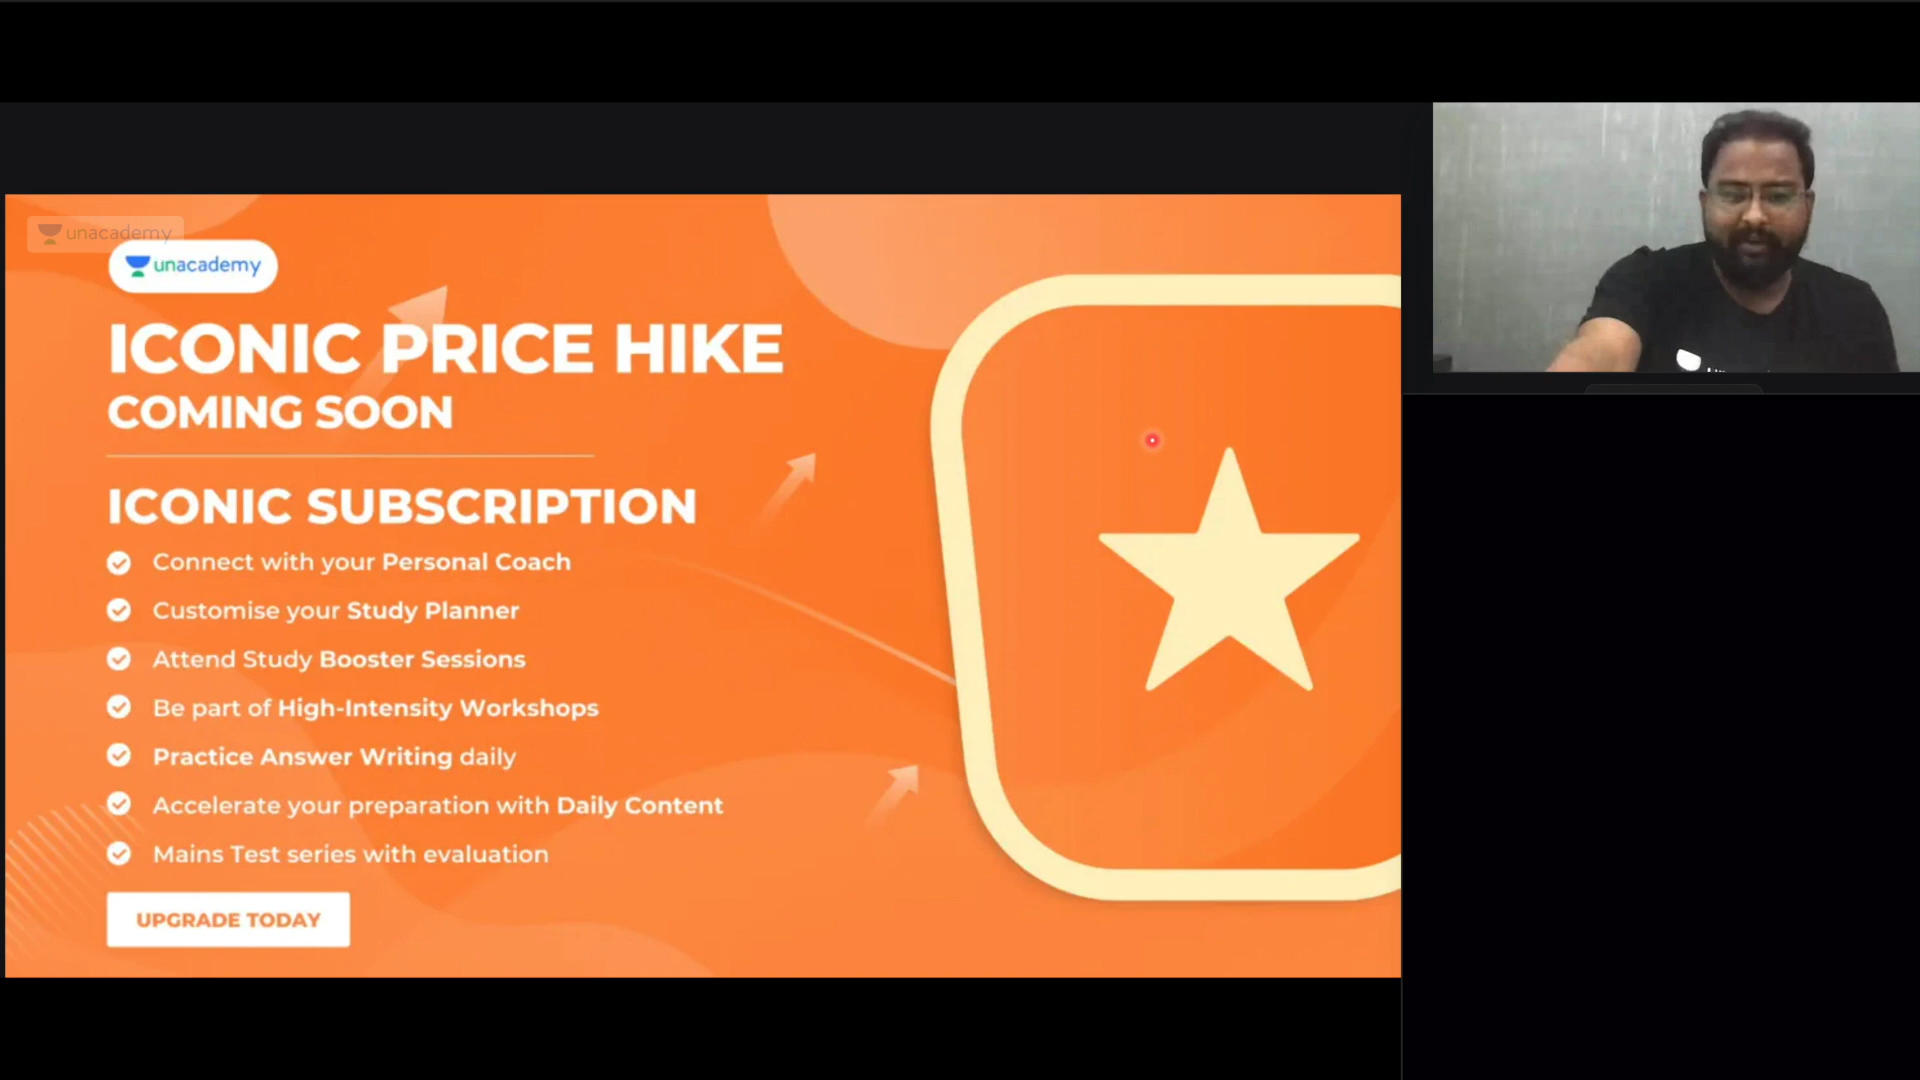 unacademy
unacademy
ICONIC PRICE HIKE
COMING SOON
ICONIC SUBSCRIPTION
Connect with your Personal Coach
Customise your Study Planner
Attend Study Booster Sessions
Be part of High-Intensity Workshops
Practice Answer Writing daily
Accelerate your preparation with Daily Content
Mains Test series with evaluation
UPGRADE TODAY